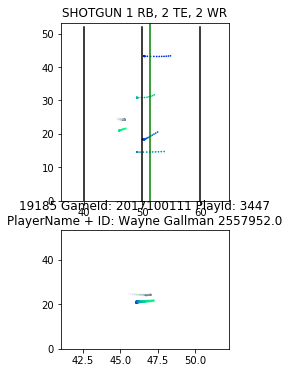 SHOTGUN 1 RB, 2 TE, 2 WR
50
40
30
20
10
0
40 50 60
19185 GameId: 2017100111 PlayId: 3447
PlayerName + ID: Wayne Gallman 2557952.0
40
20
0
42.5 45.0 47.5 50.0